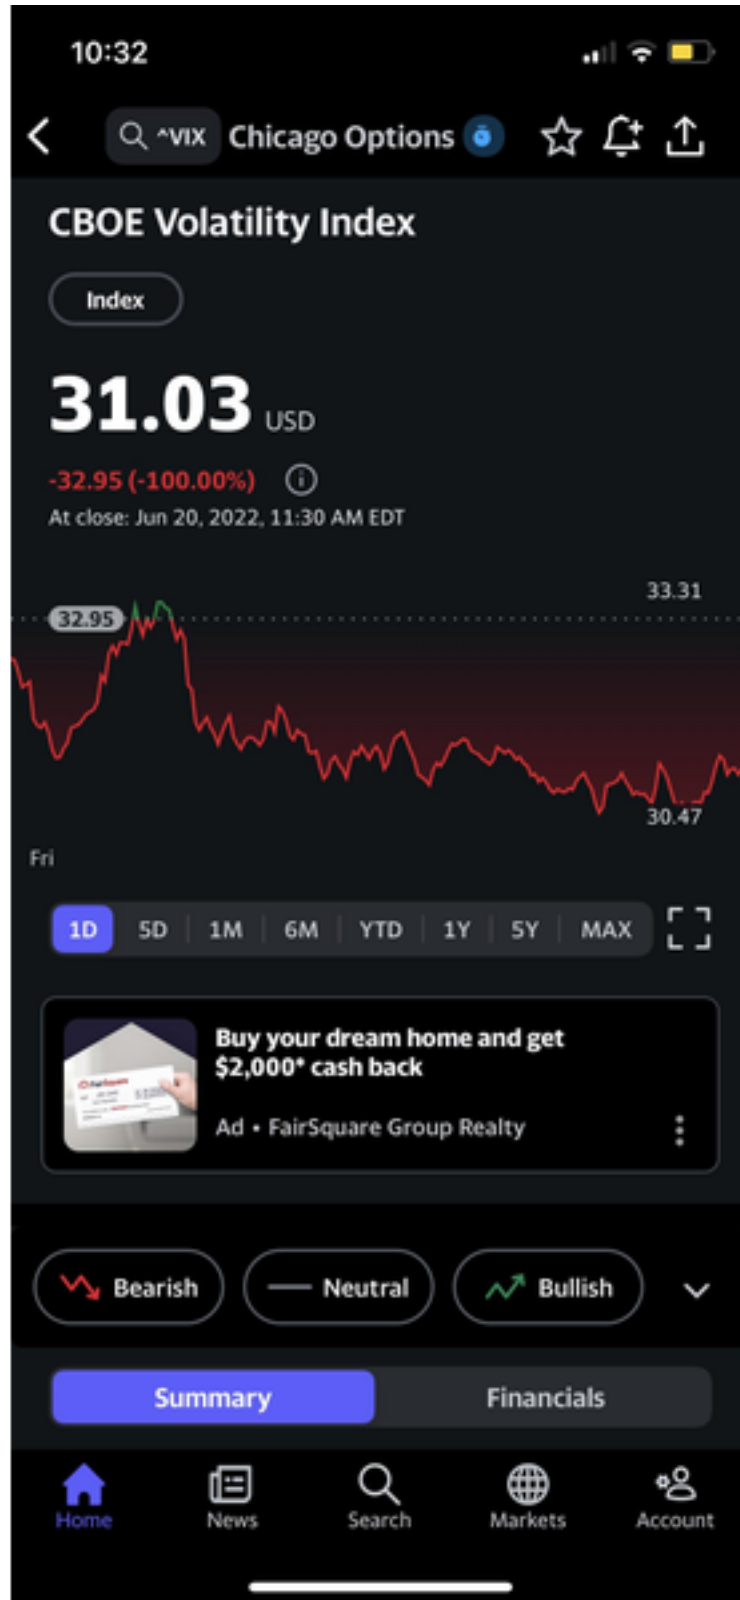 10:32
^VIX Chicago Options
CBOE Volatility Index
Index
31.03 USD
-32.95 (-100.00%)
At close: Jun 20, 2022, 11:30 AM EDT
33.31
32.95
30.47
Fri
1D 5D 1M 6M YTD 1Y 5Y MAX
Buy your dream home and get
$2,000* cash back
Ad • FairSquare Group Realty
Bearish Neutral Bullish
Summary Financials
Home News Search Markets Account